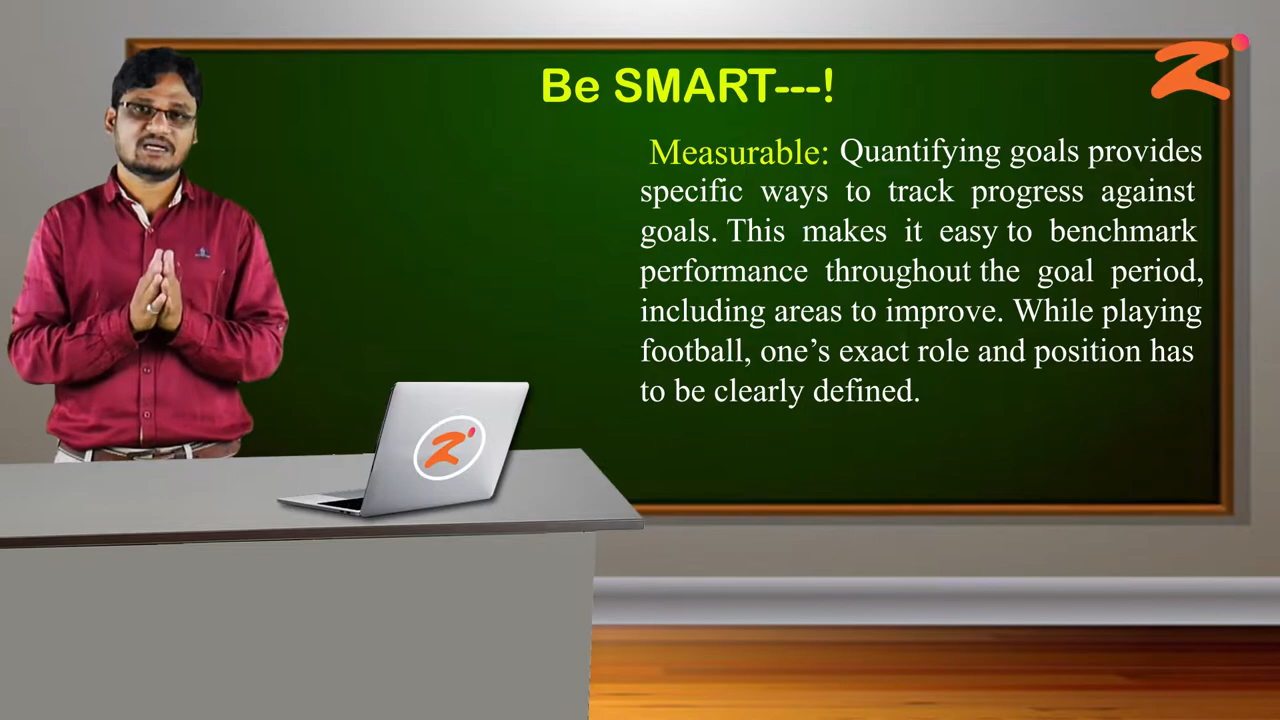 Be SMART---!
Measurable: Quantifying goals provides
specific ways to track progress against
goals. This makes it easy to benchmark
performance throughout the goal period,
including areas to improve. While playing
football, one’s exact role and position has
to be clearly defined.